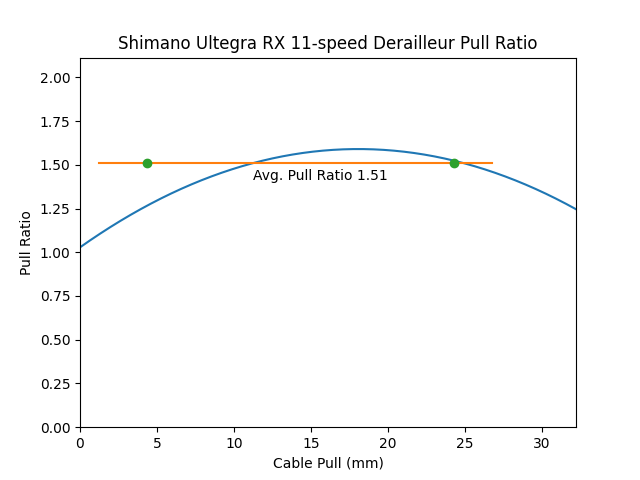 Shimano Ultegra RX 11-speed Derailleur Pull Ratio
2.00
1.75
1.50
1.25
1.00
0.75
0.50
0.25
0.00
Pull Ratio
Avg. Pull Ratio 1.51
0 5 10 15 20 25 30
Cable Pull (mm)